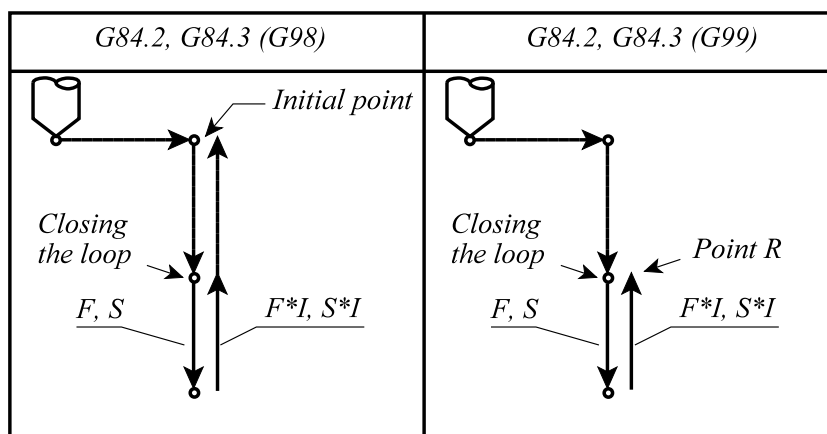 G84.2, G84.3 (G98)
G84.2, G84.3 (G99)
Initial point
Closing
the loop
F, S
F*I, S*I
Closing
the loop
Point R
F, S
F*I, S*I